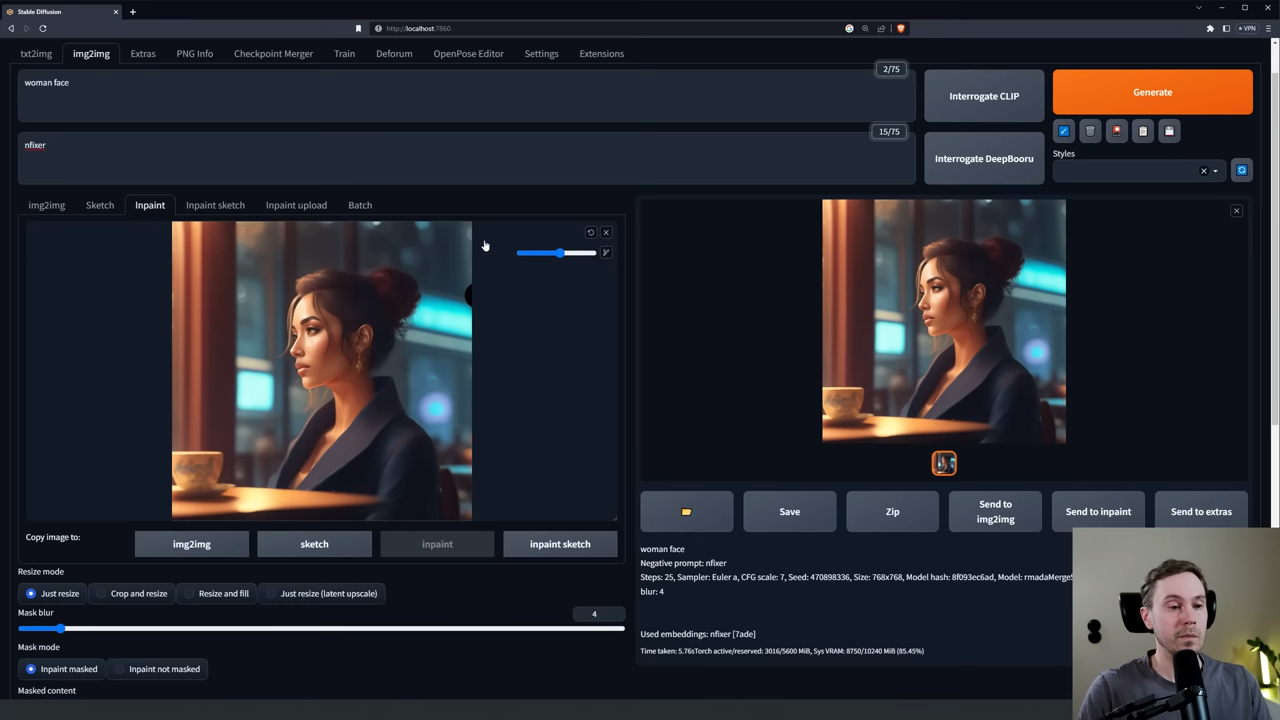 Stable Diffusion
http://localhost:7860
VPN
txt2img img2img Extras PNG Info Checkpoint Merger Train Deforum OpenPose Editor Settings Extensions
2/75
woman face
Interrogate CLIP
Generate
15/75
nfixer
Interrogate DeepBooru
Styles
img2img Sketch Inpaint Inpaint sketch Inpaint upload Batch
Copy image to:
img2img sketch inpaint inpaint sketch
Save Zip Send to img2img Send to inpaint Send to extras
woman face
Negative prompt: nfixer
Steps: 25, Sampler: Euler a, CFG scale: 7, Seed: 470898336, Size: 768x768, Model hash: 8f093ec6ad, Model: rmadaMergeS
blur: 4
Used embeddings: nfixer [7ade]
Time taken: 5.76sTorch active/reserved: 3016/5600 MiB, Sys VRAM: 8750/10240 MiB (85.45%)
Resize mode
Just resize Crop and resize Resize and fill Just resize (latent upscale)
Mask blur
4
Mask mode
Inpaint masked Inpaint not masked
Masked content